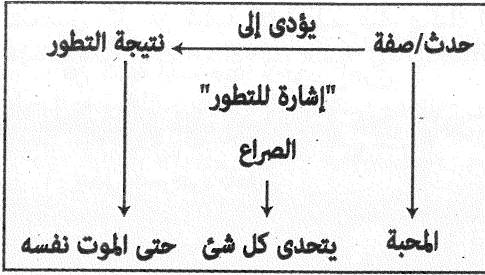 يؤدى إلى
حدث/صفة نتيجة التطور
"إشارة للتطور"
الصراع
المحبة يتحدى كل شئ حتى الموت نفسه